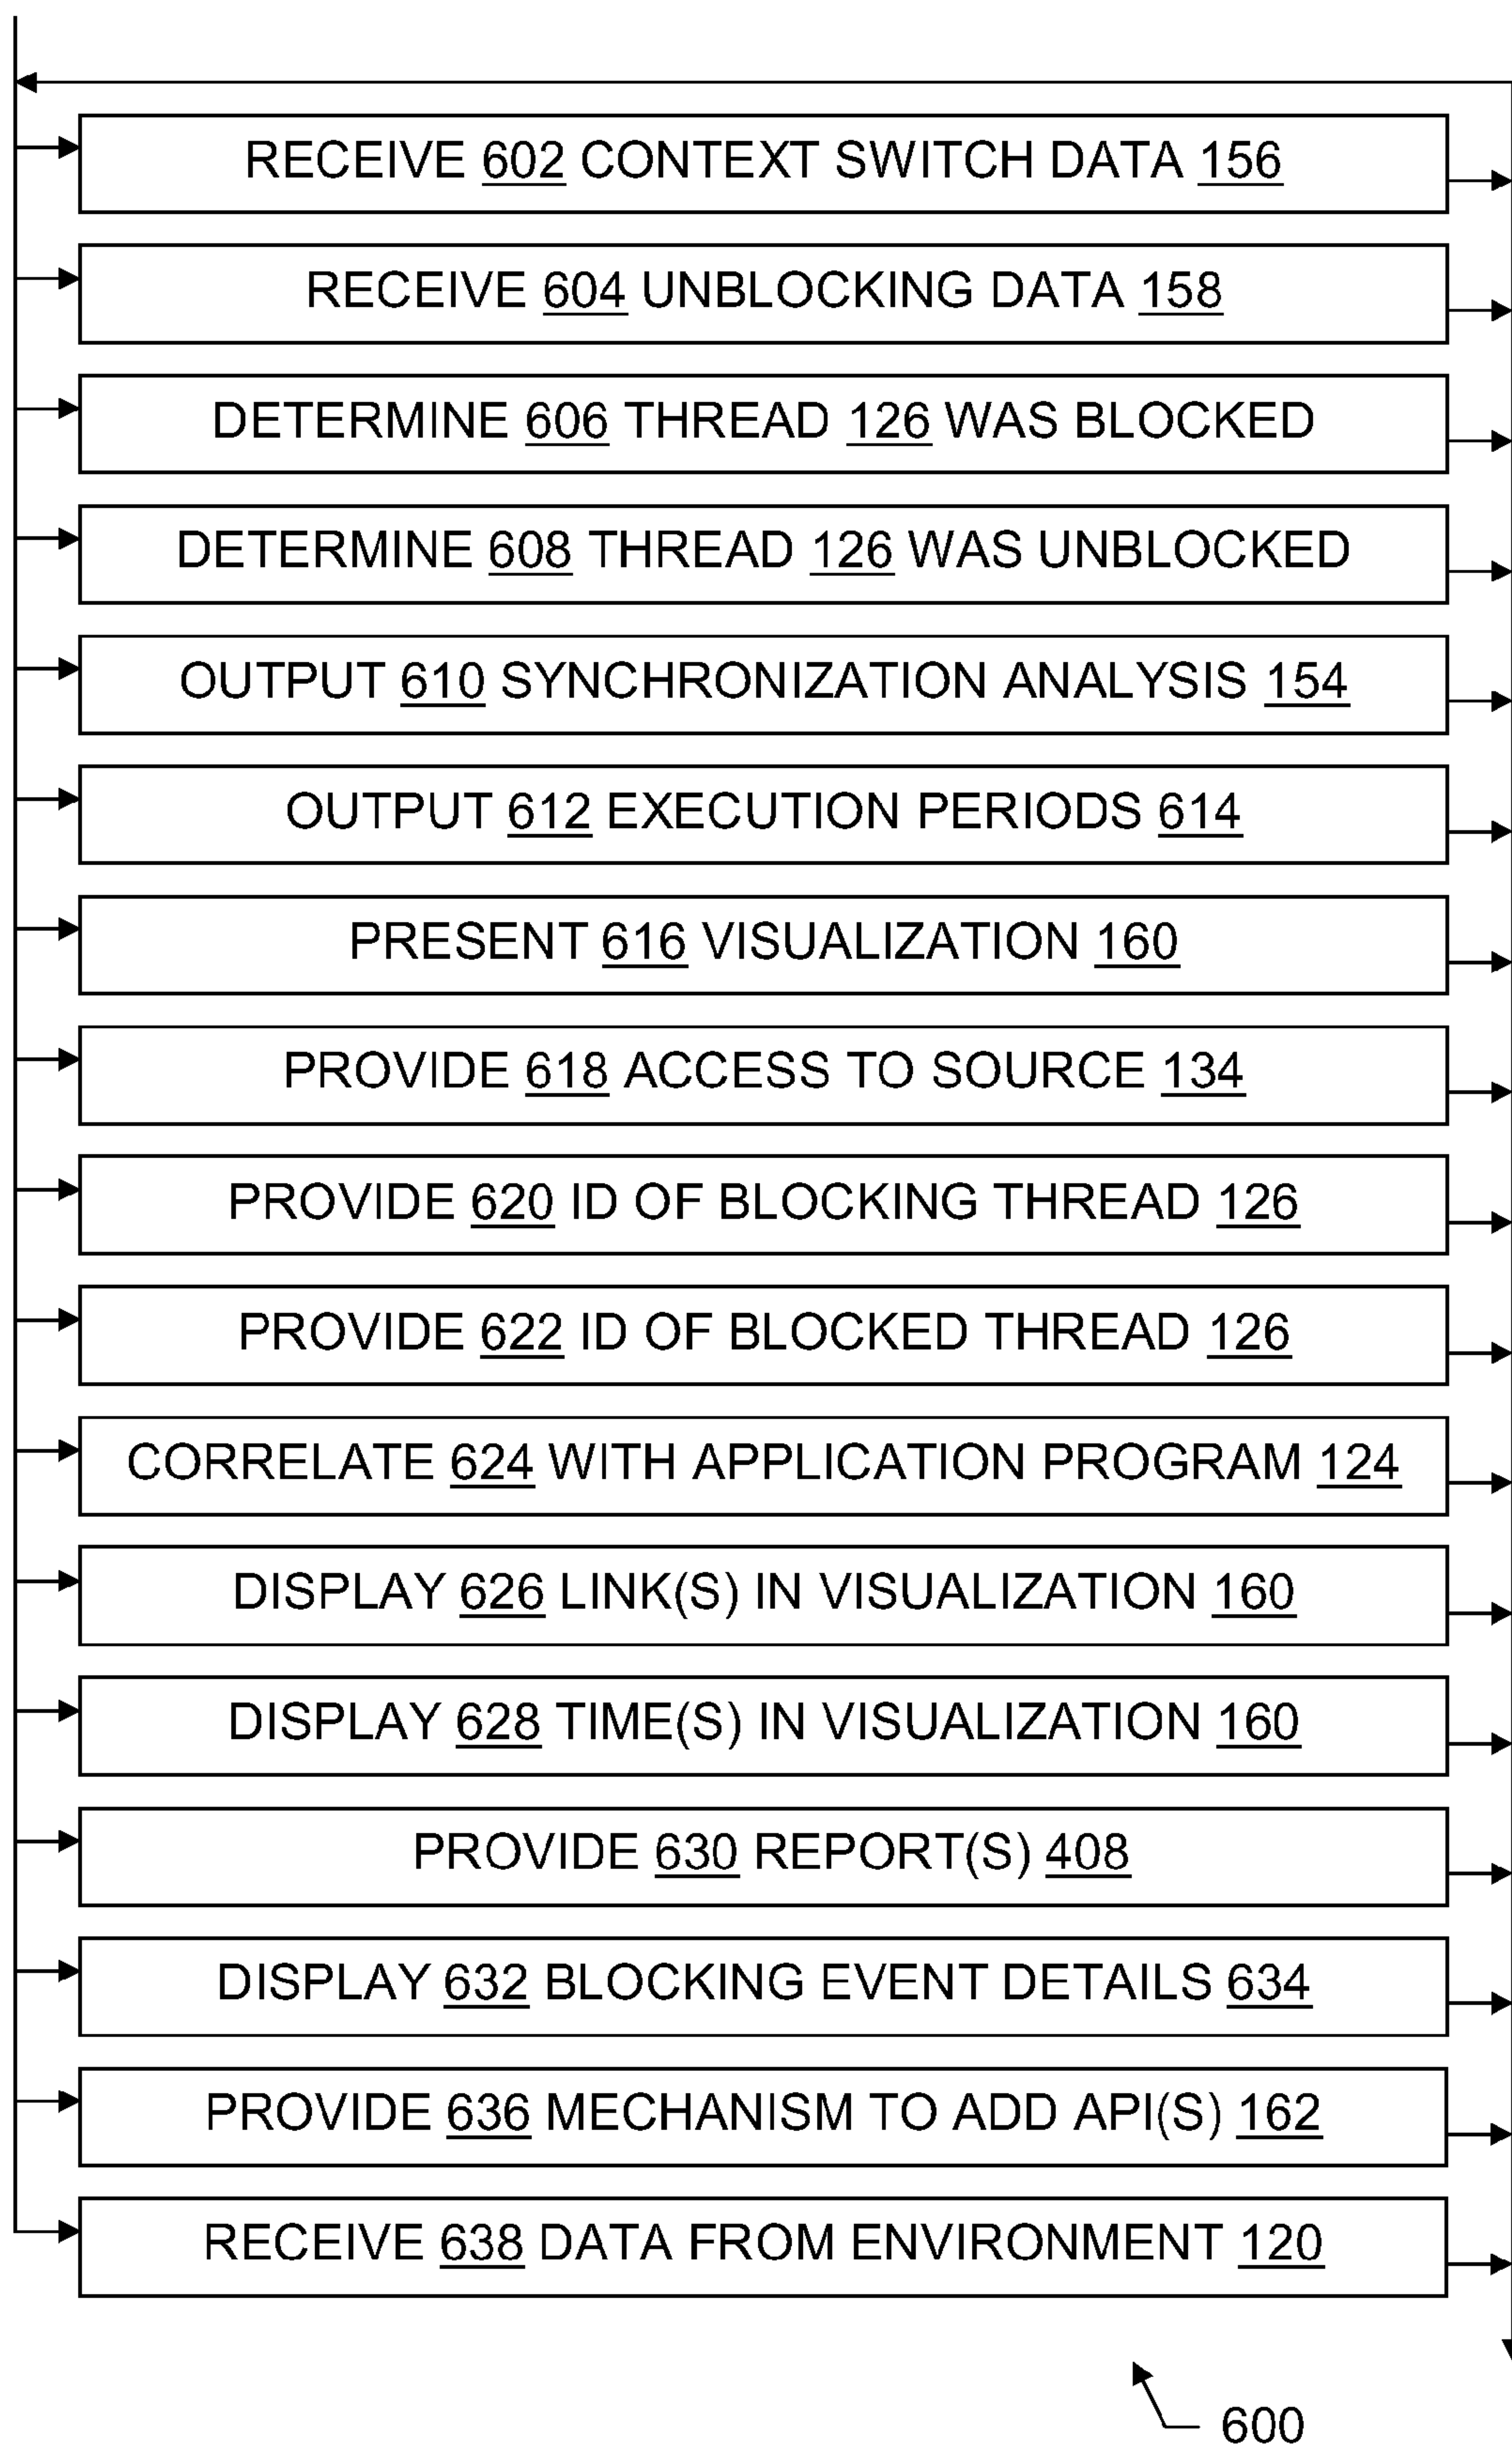 RECEIVE 602 CONTEXT SWITCH DATA 156
RECEIVE 604 UNBLOCKING DATA 158
DETERMINE 606 THREAD 126 WAS BLOCKED
DETERMINE 608 THREAD 126 WAS UNBLOCKED
OUTPUT 610 SYNCHRONIZATION ANALYSIS 154
OUTPUT 612 EXECUTION PERIODS 614
PRESENT 616 VISUALIZATION 160
PROVIDE 618 ACCESS TO SOURCE 134
PROVIDE 620 ID OF BLOCKING THREAD 126
PROVIDE 622 ID OF BLOCKED THREAD 126
CORRELATE 624 WITH APPLICATION PROGRAM 124
DISPLAY 626 LINK(S) IN VISUALIZATION 160
DISPLAY 628 TIME(S) IN VISUALIZATION 160
PROVIDE 630 REPORT(S) 408
DISPLAY 632 BLOCKING EVENT DETAILS 634
PROVIDE 636 MECHANISM TO ADD API(S) 162
RECEIVE 638 DATA FROM ENVIRONMENT 120
600